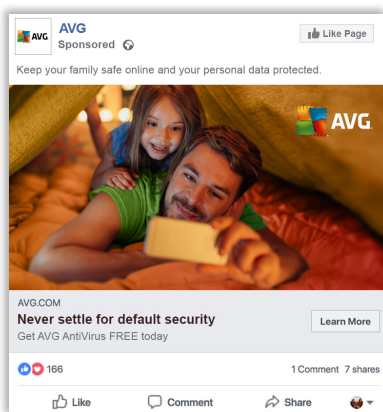 AVG
AVG
Sponsored
Like Page
Keep your family safe online and your personal data protected.
AVG
AVG.COM
Never settle for default security
Learn More
Get AVG AntiVirus FREE today
166
1 Comment 7 shares
Like Comment Share